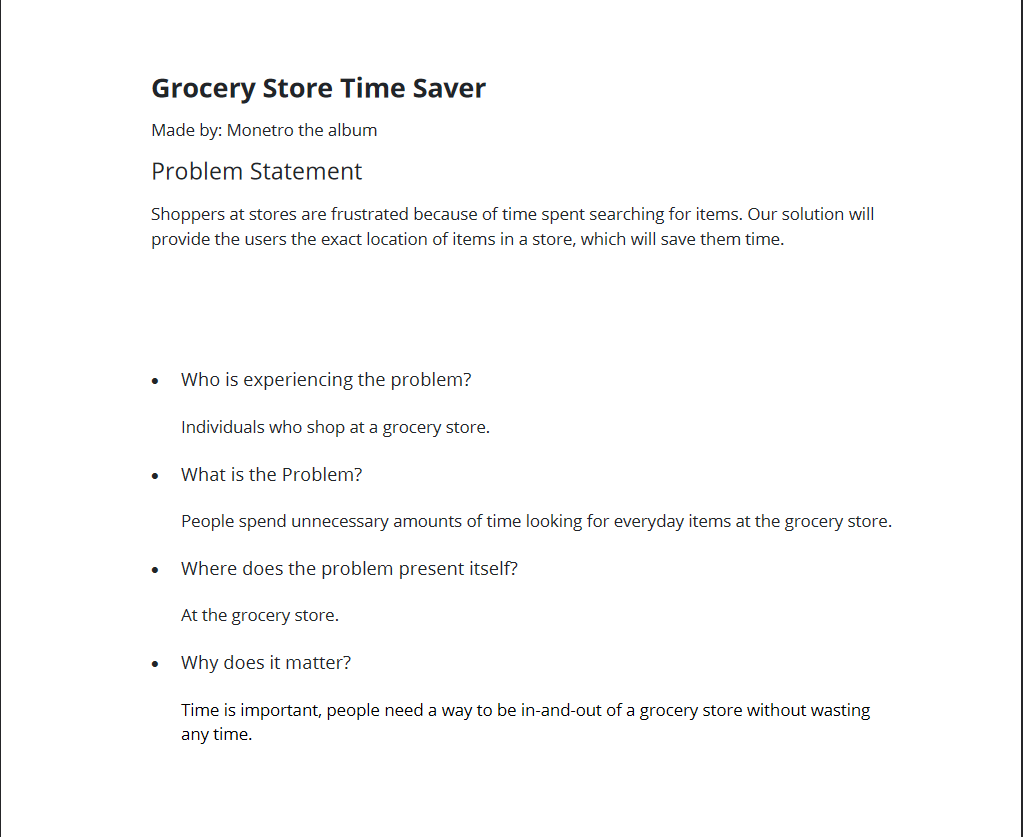 Grocery Store Time Saver
Made by: Monetro the album
Problem Statement
Shoppers at stores are frustrated because of time spent searching for items. Our solution will
provide the users the exact location of items in a store, which will save them time.
• Who is experiencing the problem?
Individuals who shop at a grocery store.
• What is the Problem?
People spend unnecessary amounts of time looking for everyday items at the grocery store.
• Where does the problem present itself?
At the grocery store.
• Why does it matter?
Time is important, people need a way to be in-and-out of a grocery store without wasting
any time.